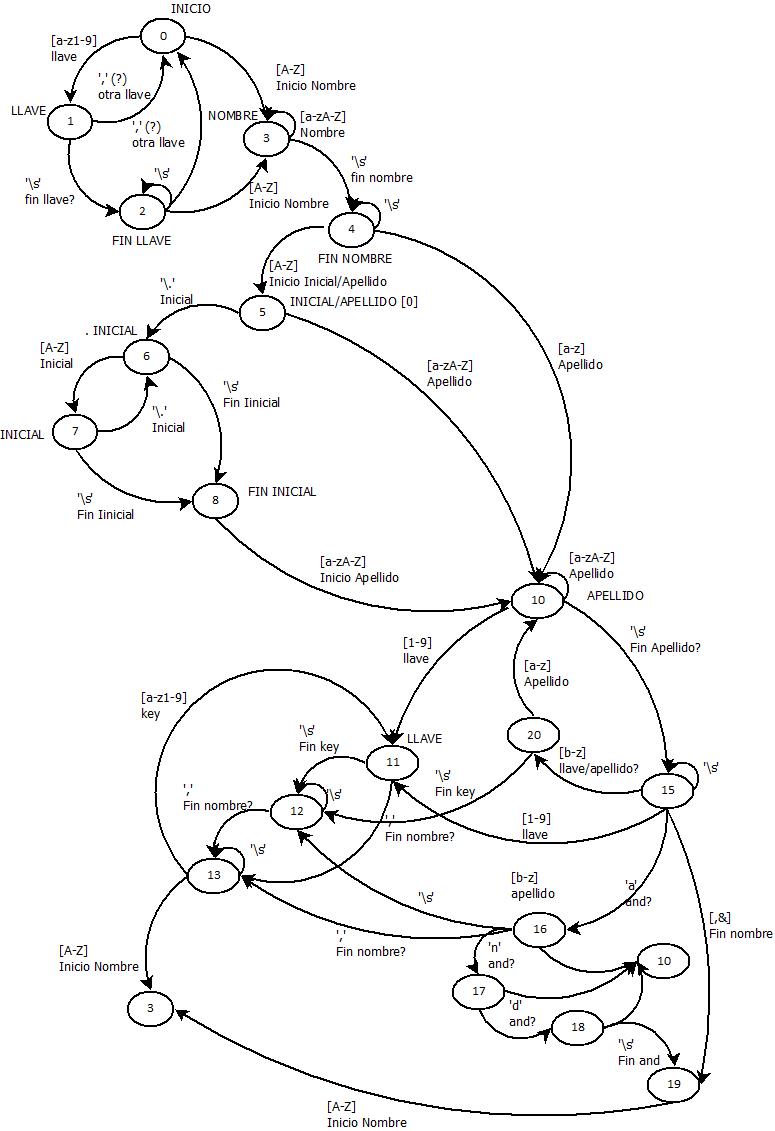 INICIO
0
[a-z1-9]
llave
',' (?)
otra llave
[A-Z]
Inicio Nombre
LLAVE
1
',' (?)
otra llave
NOMBRE
3
[a-zA-Z]
Nombre
'\s'
fin llave?
'\s'
2
FIN LLAVE
[A-Z]
Inicio Nombre
'\s'
fin nombre
'\s'
4
FIN NOMBRE
[A-Z]
Inicio Inicial/Apellido
'\.'
Inicial
5
INICIAL/APELLIDO [0]
. INICIAL
6
[A-Z]
Inicial
'\s'
Fin Iinicial
[a-zA-Z]
Apellido
[a-z]
Apellido
INICIAL
7
'\.'
Inicial
'\s'
Fin Iinicial
8
FIN INICIAL
[a-zA-Z]
Inicio Apellido
[a-zA-Z]
Apellido
10
APELLIDO
[1-9]
llave
'\s'
Fin Apellido?
[a-z]
Apellido
[a-z1-9]
key
'\s'
Fin key
LLAVE
11
20
[b-z]
llave/apellido?
'\s'
15
'\s'
Fin key
','
Fin nombre?
'\s'
12
','
Fin nombre?
[1-9]
llave
13
'\s'
[b-z]
apellido
'a'
and?
'\s'
16
[,&]
Fin nombre
','
Fin nombre?
'n'
and?
[A-Z]
Inicio Nombre
10
17
'd'
and?
3
18
'\s'
Fin and
19
[A-Z]
Inicio Nombre